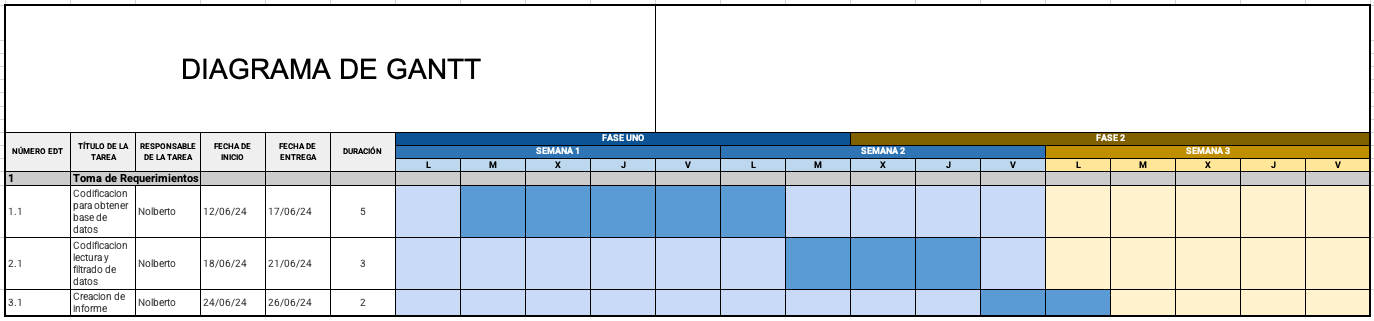 DIAGRAMA DE GANTT
NÚMERO EDT
TÍTULO DE LA
TAREA
RESPONSABLE
DE LA TAREA
FECHA DE
INICIO
FECHA DE
ENTREGA
DURACIÓN
FASE UNO
FASE 2
SEMANA 1
SEMANA 2
SEMANA 3
L M X J V L M X J V L M X J V
1 Toma de Requerimientos
1.1
Codificacion
para obtener
base de
datos
Nolberto 12/06/24 17/06/24 5
2.1
Codificacion
lectura y
filtrado de
datos
Nolberto 18/06/24 21/06/24 3
3.1
Creacion de
informe
Nolberto 24/06/24 26/06/24 2